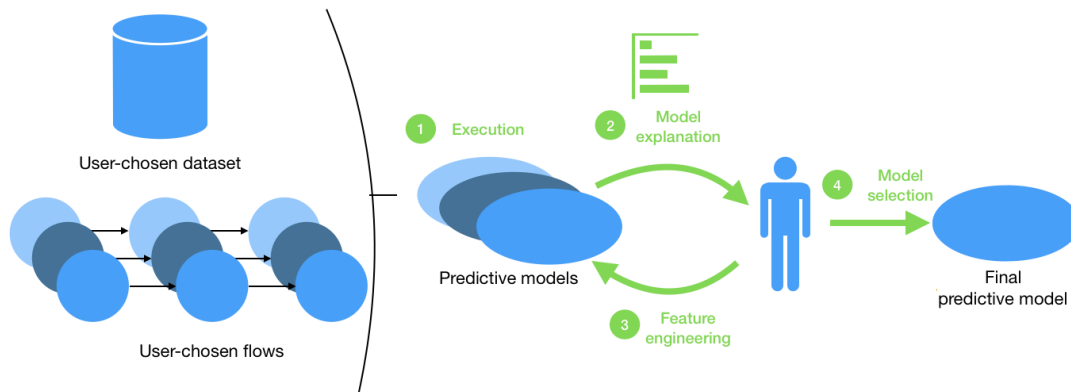 User-chosen dataset
User-chosen flows
1 Execution
Predictive models
2 Model
explanation
3 Feature
engineering
4 Model
selection
Final
predictive model